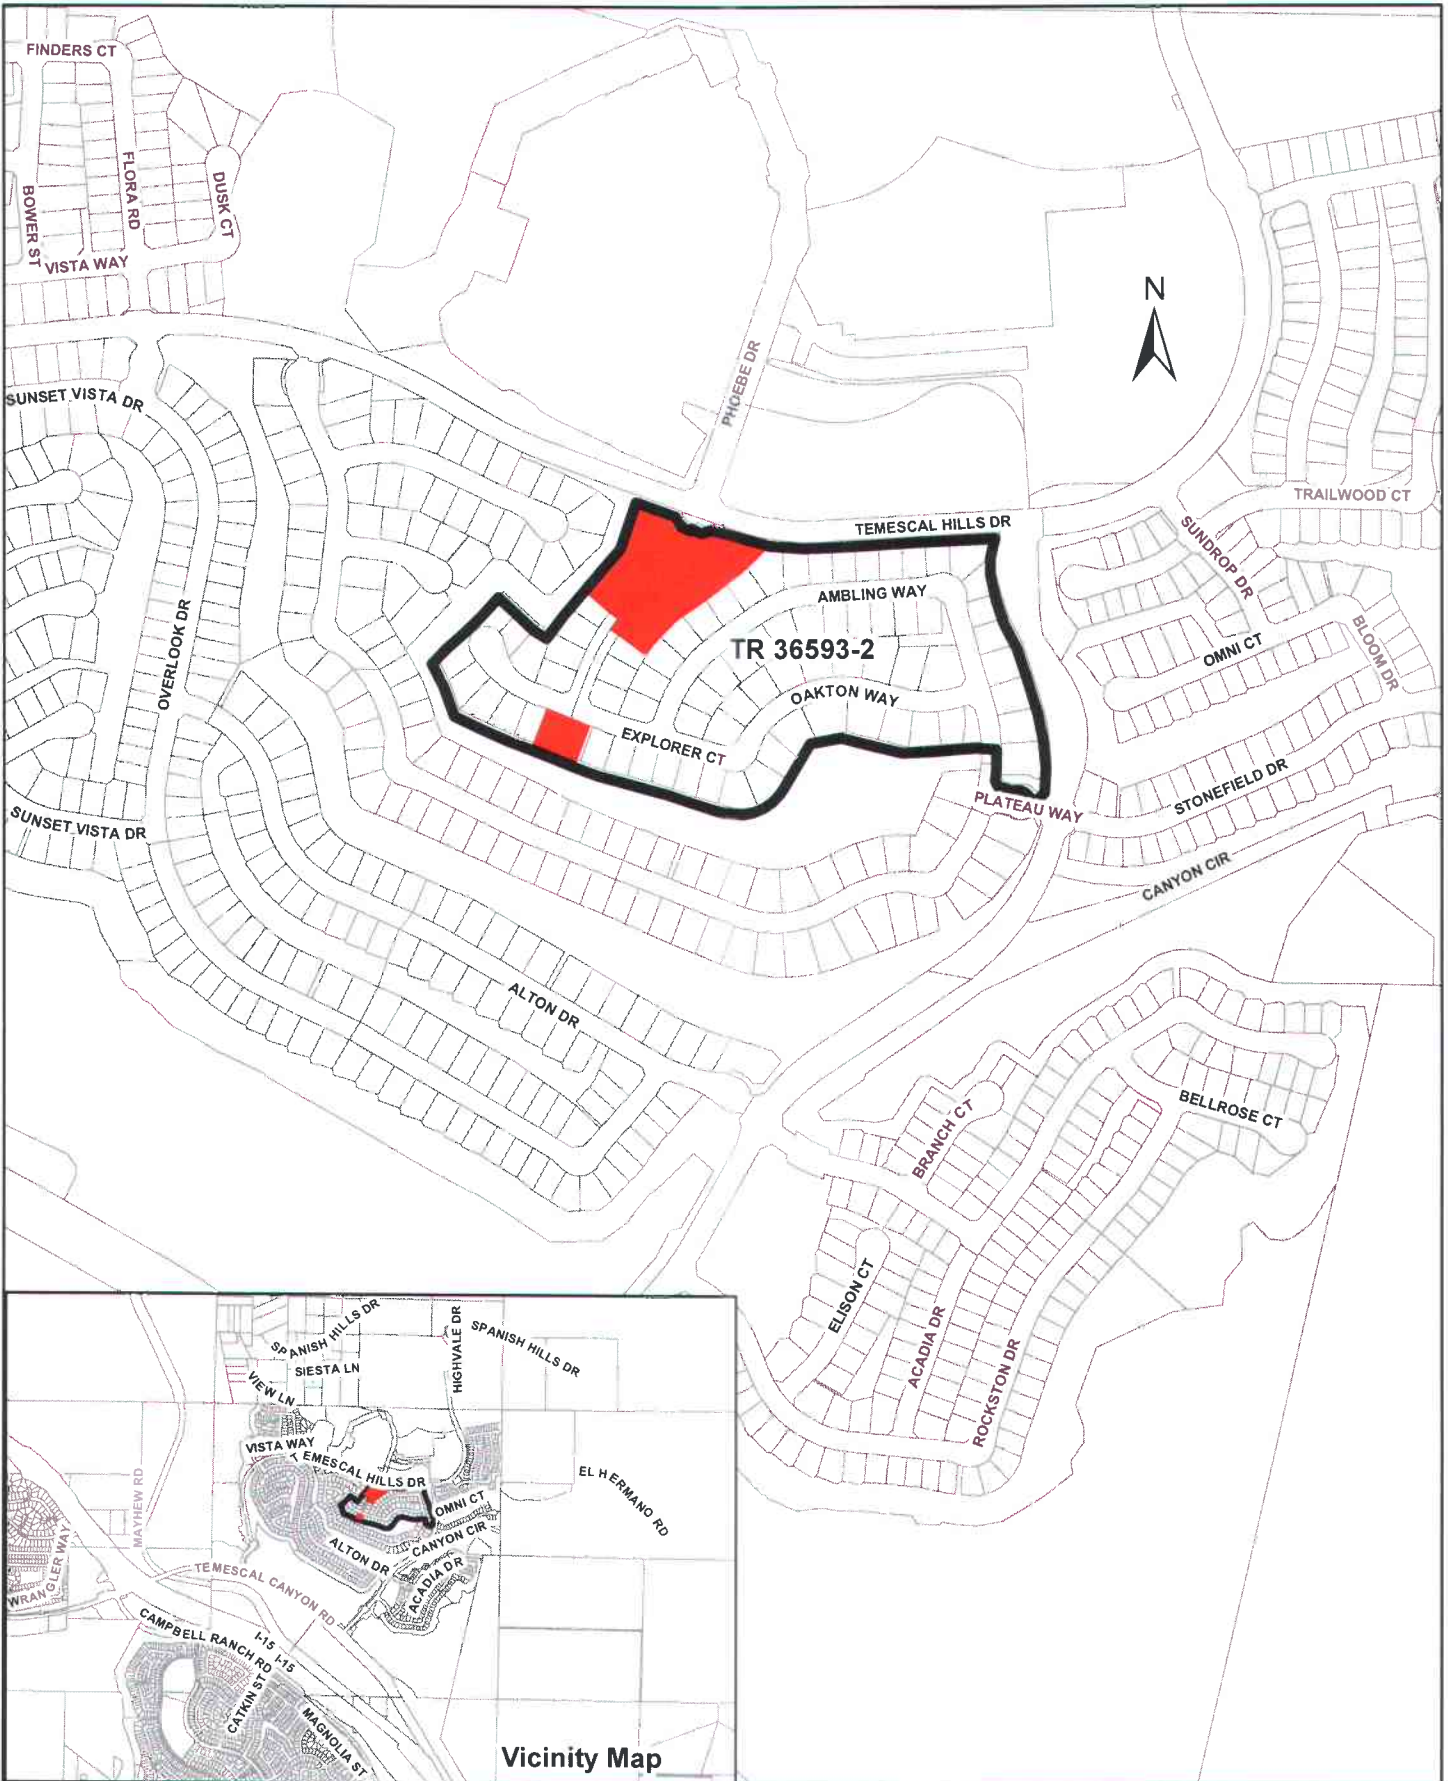 FINDERS CT
FLORA RD
DUSK CT
BOWER ST
VISTA WAY
N
PHOEBE DR
SUNSET VISTA DR
TRAILWOOD CT
TEMESCAL HILLS DR
SUNDROP DR
AMBLING WAY
OVERLOOK DR
TR 36593-2
OMNI CT
BLOOM DR
OAKTON WAY
EXPLORER CT
STONEFIELD DR
PLATEAU WAY
SUNSET VISTA DR
CANYON CIR
ALTON DR
BELLROSE CT
BRANCH CT
ELISON CT
ACADIA DR
ROCKSTON DR
SPANISH HILLS DR
HIGHVALE DR
SPANISH HILLS DR
SIESTA LN
VIEW LN
VISTA WAY
TEMESCAL HILLS DR
EL HERMANO RD
MAYHEW RD
OMNI CT
CANYON CIR
ALTON DR
ACADIA DR
WRANGLER WAY
TEMESCAL CANYON RD
CAMPBELL RANCH RD
I-15
I-15
CATKIN ST
MAGNOLIA ST
Vicinity Map